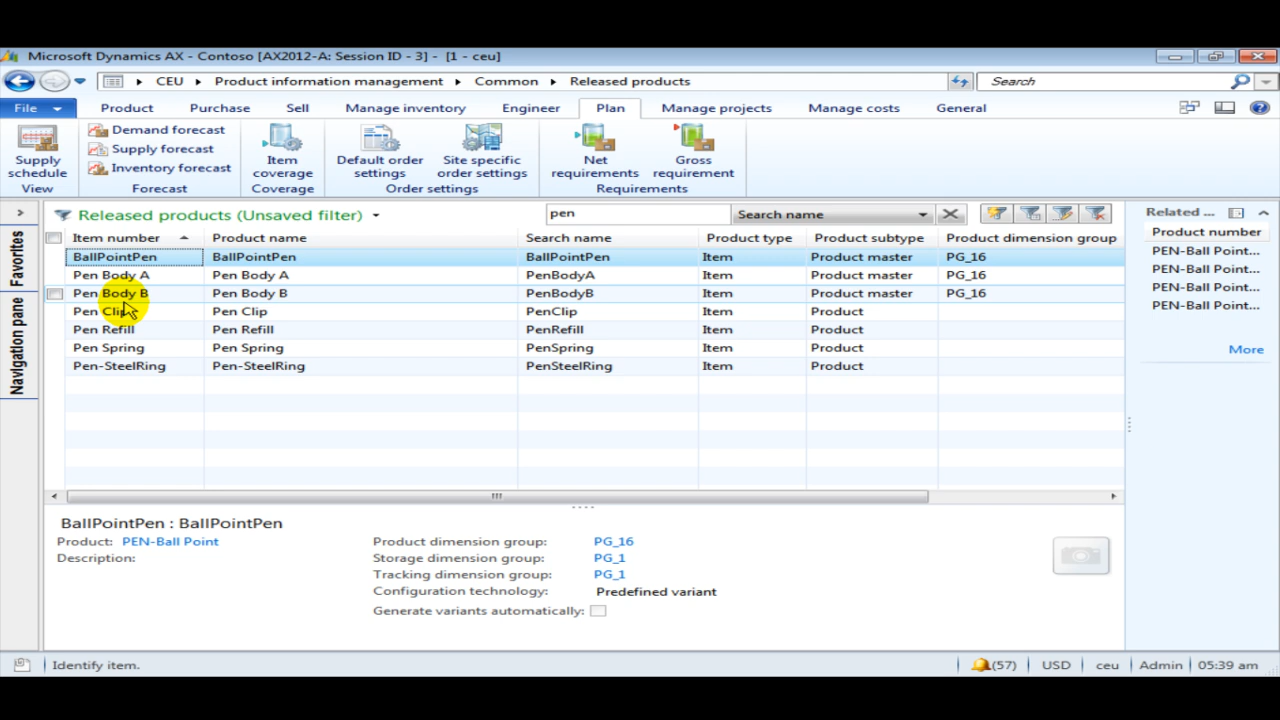 Microsoft Dynamics AX - Contoso [AX2012-A: Session ID - 3] - [1 - ceu]
CEU Product information management Common Released products Search
File Product Purchase Sell Manage inventory Engineer Plan Manage projects Manage costs General
Supply schedule
View
Demand forecast
Supply forecast
Inventory forecast
Forecast
Item coverage
Coverage
Default order settings
Site specific order settings
Order settings
Net requirements
Gross requirement
Requirements
Favorites
Navigation pane
Released products (Unsaved filter) pen Search name
Item number Product name Search name Product type Product subtype Product dimension group
BallPointPen BallPointPen BallPointPen Item Product master PG_16
Pen Body A Pen Body A PenBodyA Item Product master
Pen Body B Pen Body B PenBodyB Item Product master PG_16
Pen Clip Pen Clip PenClip Item Product
Pen Refill Pen Refill PenRefill Item Product
Pen Spring Pen Spring PenSpring Item Product
Pen-SteelRing Pen-SteelRing PenSteelRing Item Product
Related ...
Product number
PEN-Ball Point...
PEN-Ball Point...
PEN-Ball Point...
PEN-Ball Point...
More
BallPointPen : BallPointPen
Product: PEN-Ball Point
Description:
Product dimension group: PG_16
Storage dimension group: PG_1
Tracking dimension group: PG_1
Configuration technology: Predefined variant
Generate variants automatically:
Identify item. (57) USD ceu Admin 05:39 am